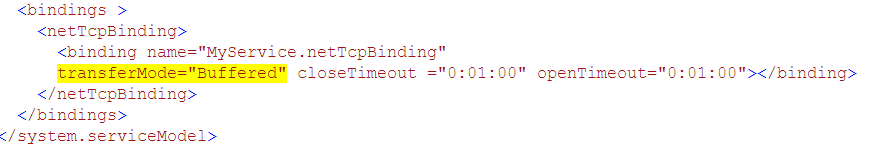 <bindings >
<netTcpBinding>
<binding name="MyService.netTcpBinding"
transferMode="Buffered" closeTimeout ="0:01:00" openTimeout="0:01:00"></binding>
</netTcpBinding>
</bindings>
</system.serviceModel>